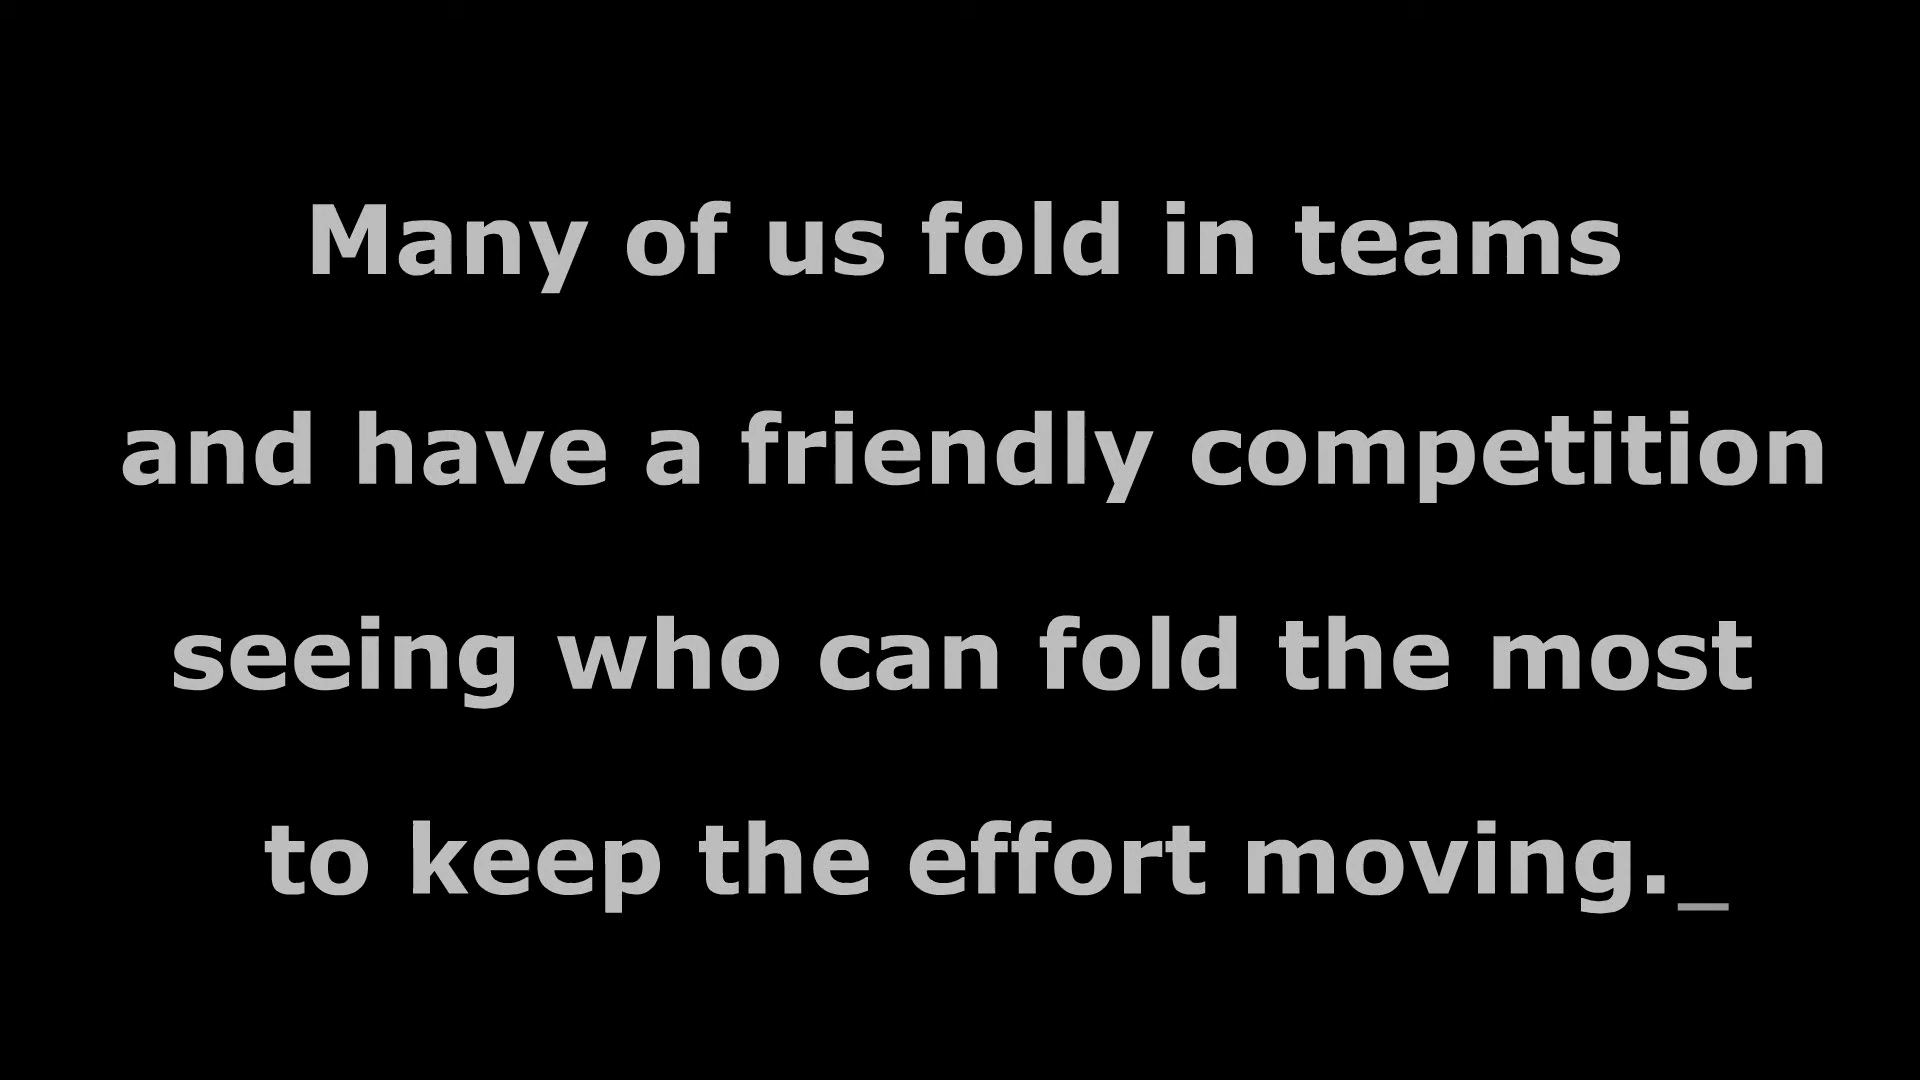 Many of us fold in teams
and have a friendly competition
seeing who can fold the most
to keep the effort moving._